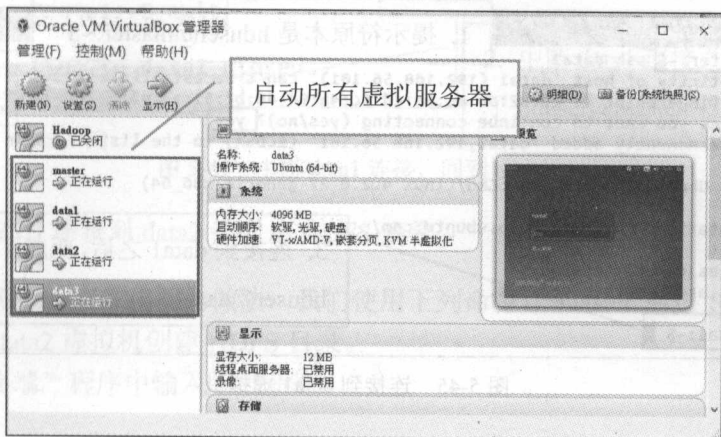 Oracle VM VirtualBox 管理器
管理(F) 控制(M) 帮助(H)
新建(N) 设置(S) 清除 显示(H)
启动所有虚拟服务器
明细(D) 备份[系统快照](S)
Hadoop
已关闭
master
正在运行
data1
正在运行
data2
正在运行
data3
正在运行
预览
名称: data3
操作系统: Ubuntu (64-bit)
系统
内存大小: 4096 MB
启动顺序: 软驱, 光驱, 硬盘
硬件加速: VT-x/AMD-V, 嵌套分页, KVM 半虚拟化
显示
显存大小: 12 MB
远程桌面服务器: 已禁用
录像: 已禁用
存储